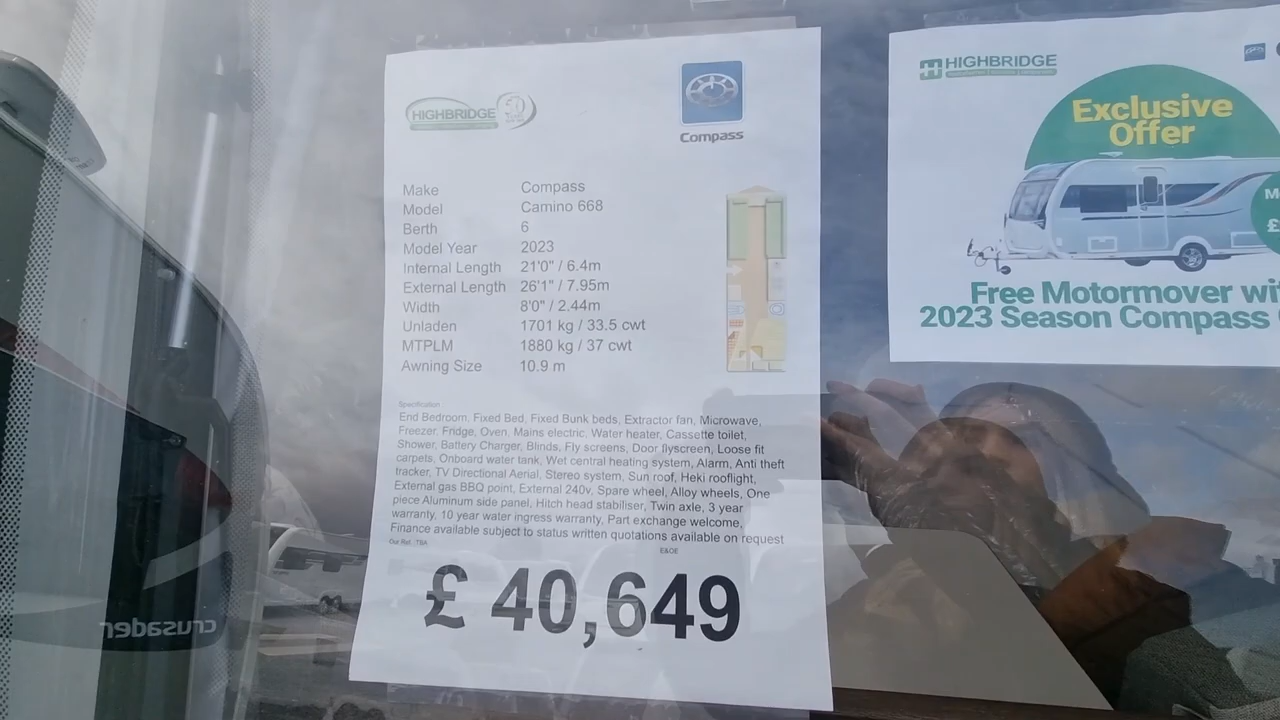 HIGHBRIDGE
Compass
Make Compass
Model Camino 668
Berth 6
Model Year 2023
Internal Length 21'0" / 6.4m
External Length 26'1" / 7.95m
Width 8'0" / 2.44m
Unladen 1701 kg / 33.5 cwt
MTPLM 1880 kg / 37 cwt
Awning Size 10.9 m
Specification :
End Bedroom, Fixed Bed, Fixed Bunk beds, Extractor fan, Microwave,
Freezer, Fridge, Oven, Mains electric, Water heater, Cassette toilet,
Shower, Battery Charger, Blinds, Fly screens, Door flyscreen, Loose fit
carpets, Onboard water tank, Wet central heating system, Alarm, Anti theft
tracker, TV Directional Aerial, Stereo system, Sun roof, Heki rooflight,
External gas BBQ point, External 240v, Spare wheel, Alloy wheels, One
piece Aluminum side panel, Hitch head stabiliser, Twin axle, 3 year
warranty, 10 year water ingress warranty, Part exchange welcome,
Finance available subject to status written quotations available on request
Our Ref : TBA E&OE
£ 40,649
HIGHBRIDGE
Exclusive
Offer
M
£
Free Motormover wi
2023 Season Compass
crusader